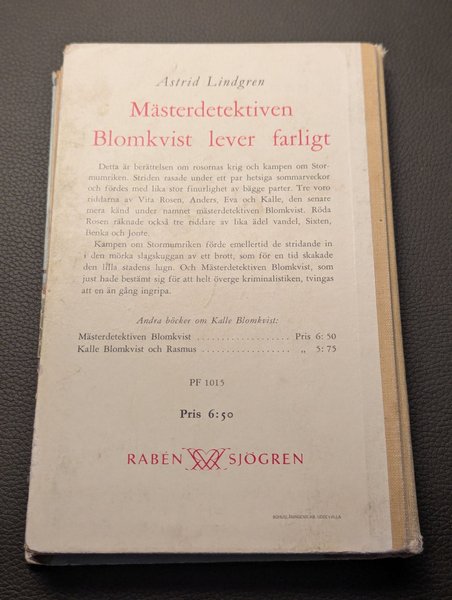 Astrid Lindgren
Mästerdetektiven
Blomkvist lever farligt
Detta är berättelsen om rosornas krig och kampen om Stor-
mumriken. Striden rasade under ett par hetsiga sommarveckor
och fördes med lika stor finurlighet av bägge parter. Tre voro
riddarna av Vita Rosen, Anders, Eva och Kalle, den senare
mera känd under namnet mästerdetektiven Blomkvist. Röda
Rosen räknade också tre riddare av lika ädel vandel, Sixten,
Benka och Jonte.
Kampen om Stormumriken förde emellertid de stridande in
i den mörka slagskuggan av ett brott, som för en tid skakade
den lilla stadens lugn. Och Mästerdetektiven Blomkvist, som
just hade bestämt sig för att helt överge kriminalistiken, tvingas
att en än gång ingripa.
Andra böcker om Kalle Blomkvist:
Mästerdetektiven Blomkvist .................. Pris 6: 50
Kalle Blomkvist och Rasmus .................. „ 5: 75
PF 1015
Pris 6:50
RABÉN SJÖGREN
BOHUSLÄNINGENS AB, UDDEVALLA